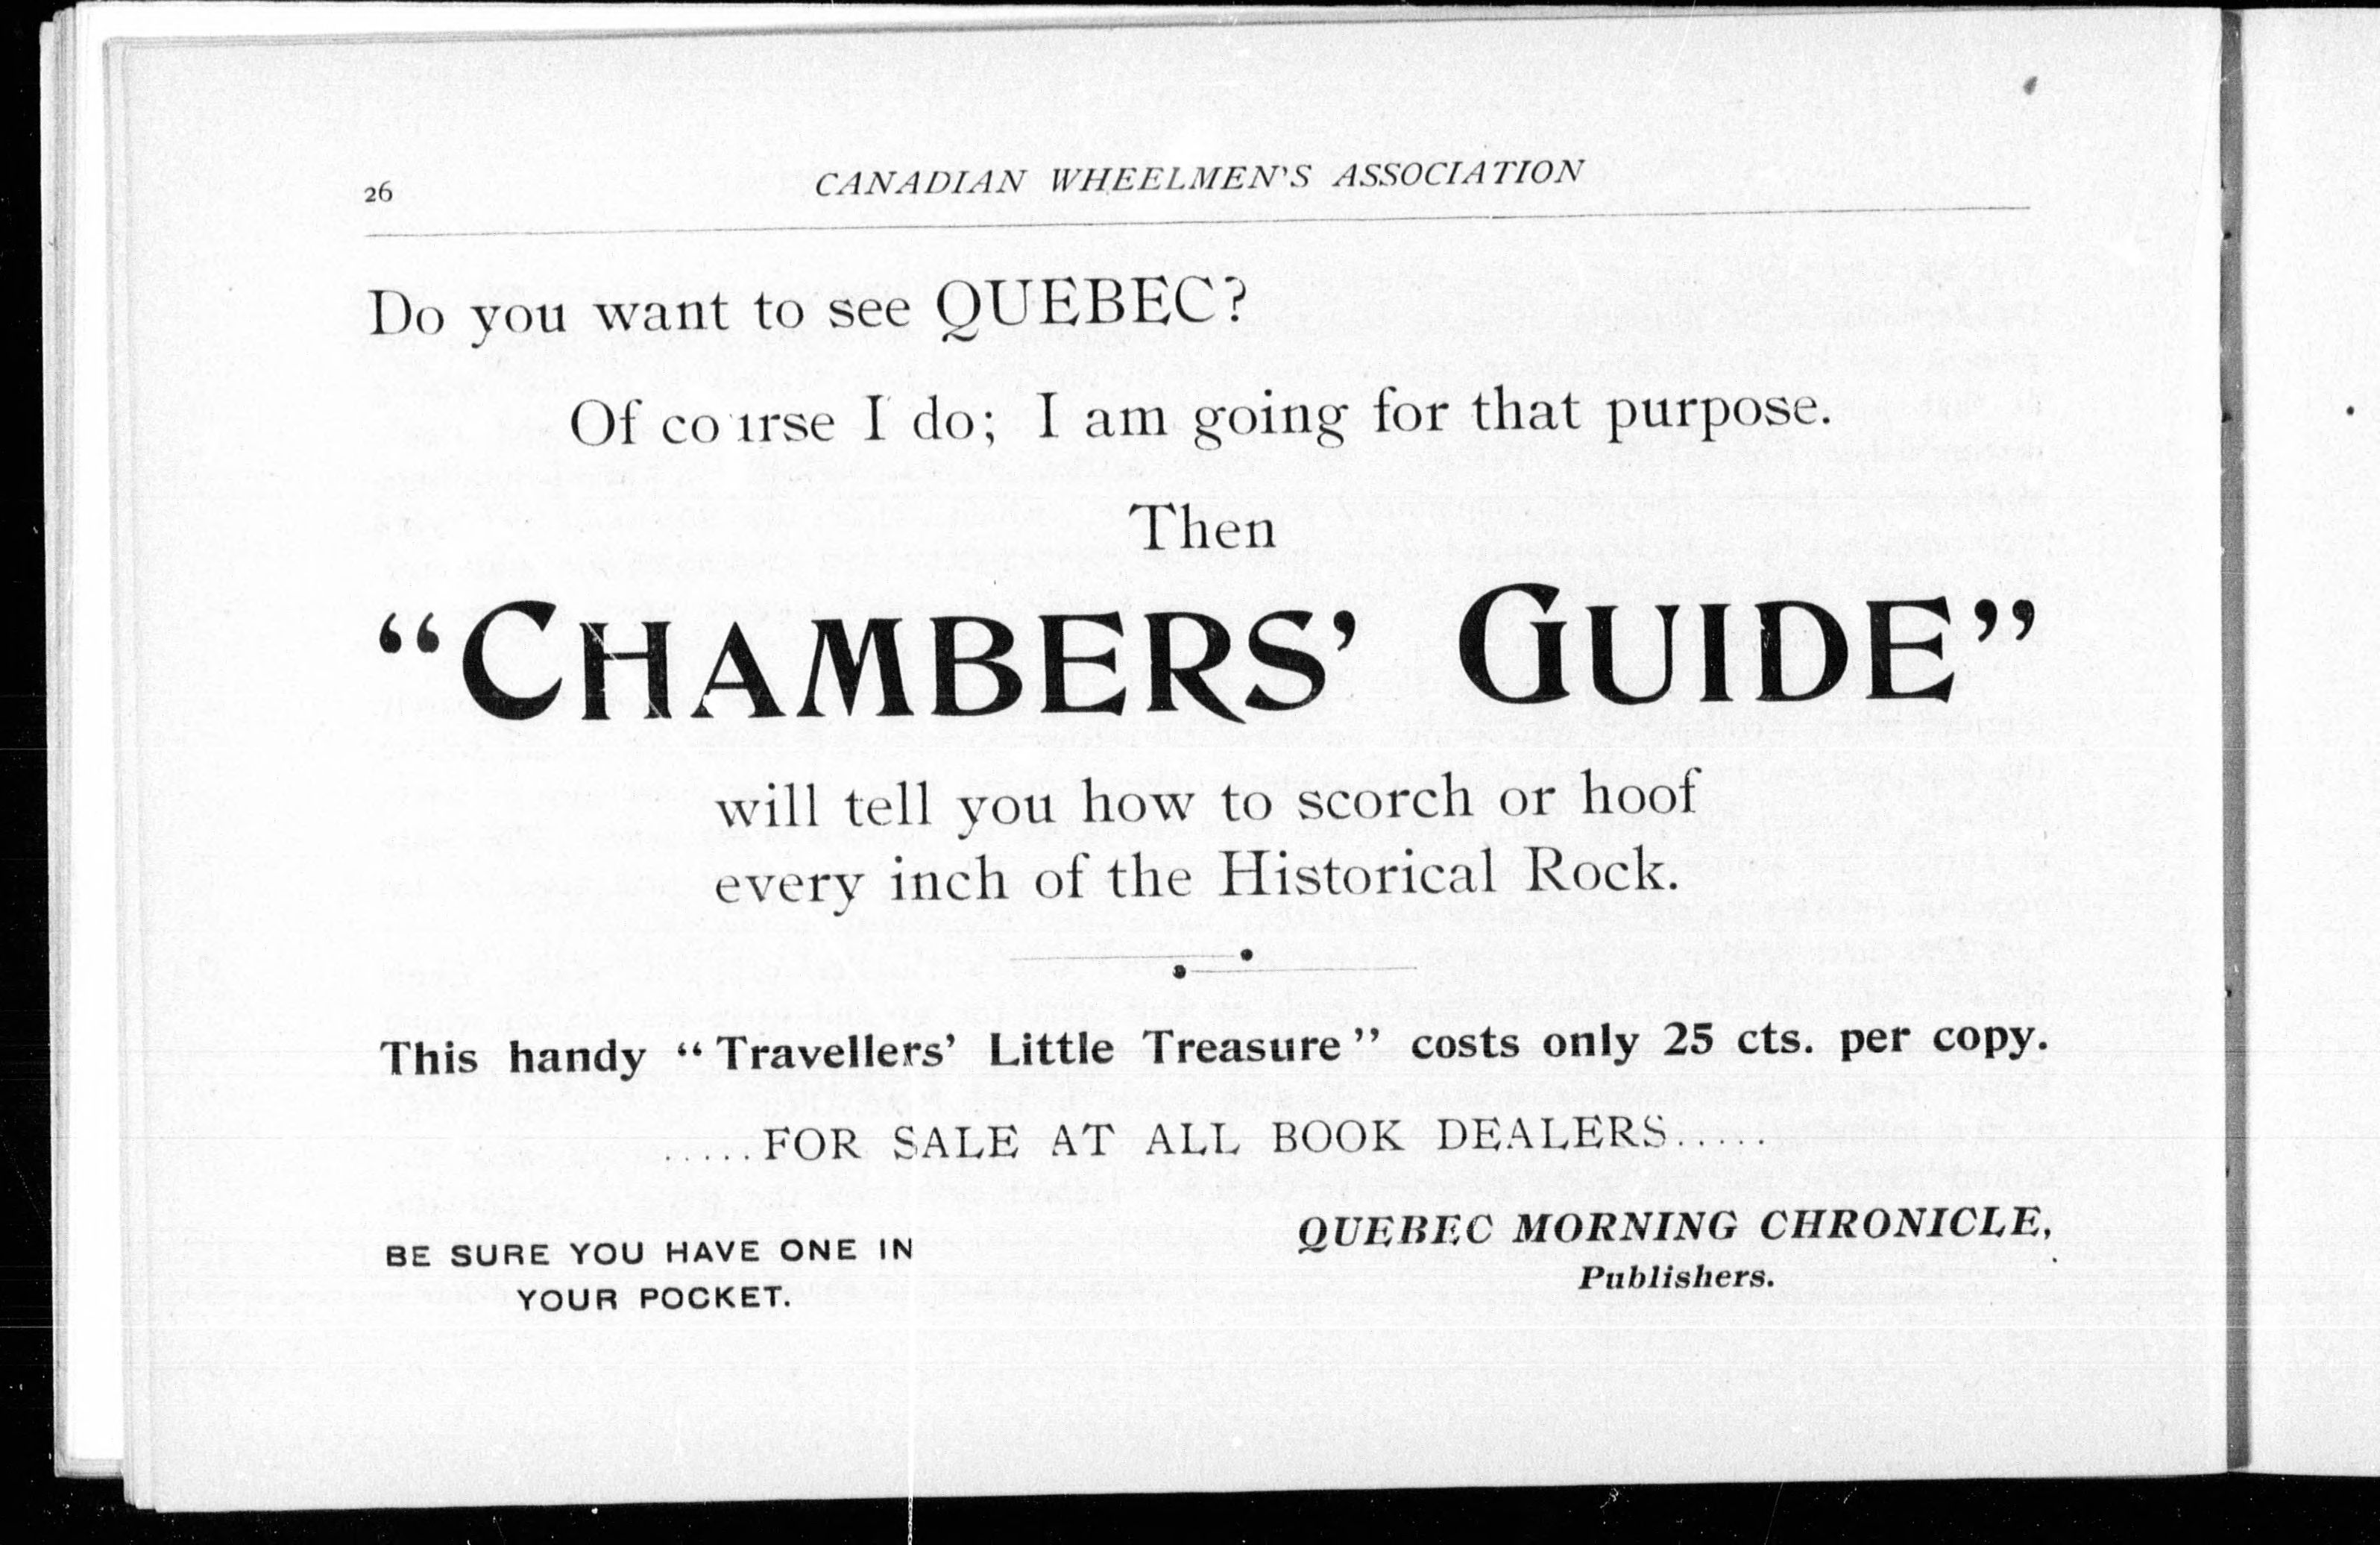 26
CANADIAN WHEELMEN'S ASSOCIATION
Do you want to see QUEBEC?
Of course I do; I am going for that purpose.
Then
“CHAMBERS’ GUIDE”
will tell you how to scorch or hoof
every inch of the Historical Rock.
This handy “Travellers’ Little Treasure” costs only 25 cts. per copy.
.....FOR SALE AT ALL BOOK DEALERS.....
BE SURE YOU HAVE ONE IN
YOUR POCKET.
QUEBEC MORNING CHRONICLE,
Publishers.